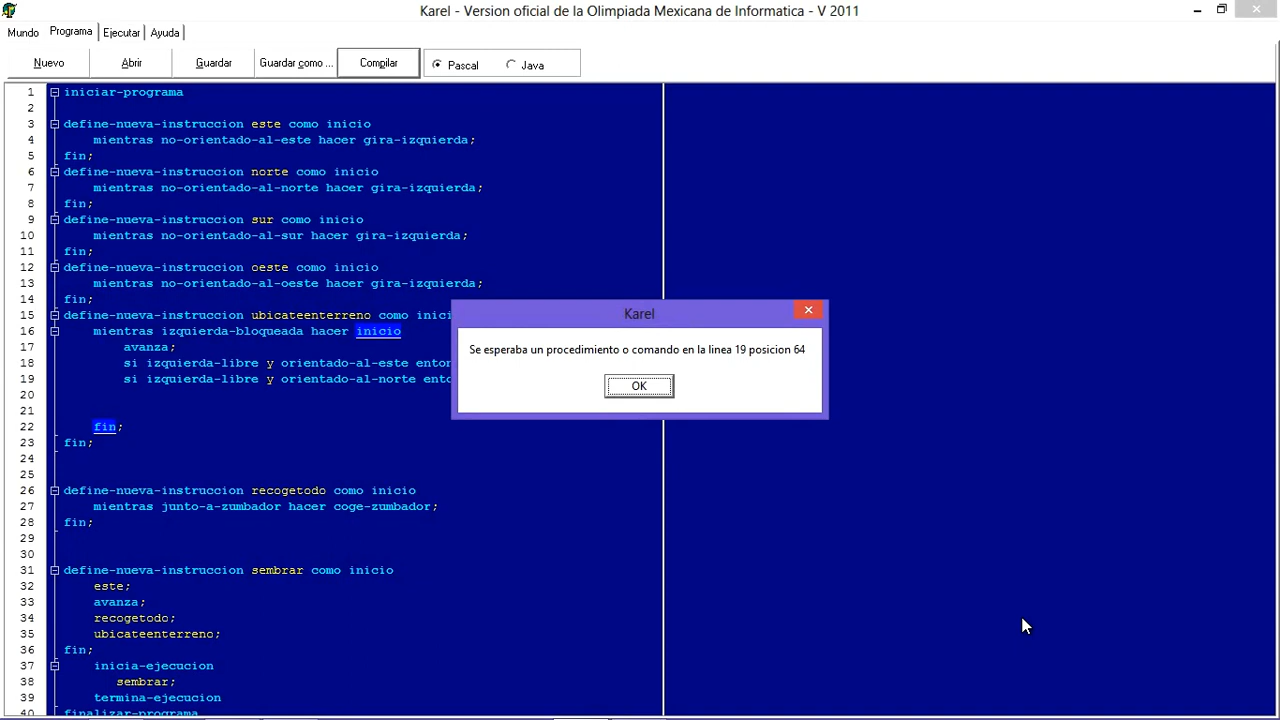 Karel - Version oficial de la Olimpiada Mexicana de Informatica - V 2011
Mundo Programa Ejecutar Ayuda
Nuevo Abrir Guardar Guardar como ... Compilar Pascal Java
1 iniciar-programa
2
3 define-nueva-instruccion este como inicio
4 mientras no-orientado-al-este hacer gira-izquierda;
5 fin;
6 define-nueva-instruccion norte como inicio
7 mientras no-orientado-al-norte hacer gira-izquierda;
8 fin;
9 define-nueva-instruccion sur como inicio
10 mientras no-orientado-al-sur hacer gira-izquierda;
11 fin;
12 define-nueva-instruccion oeste como inicio
13 mientras no-orientado-al-oeste hacer gira-izquierda;
14 fin;
15 define-nueva-instruccion ubicateenterreno como inici
16 mientras izquierda-bloqueada hacer inicio
17 avanza;
18 si izquierda-libre y orientado-al-este enton
19 si izquierda-libre y orientado-al-norte ento
20
21
22 fin;
23 fin;
24
25
26 define-nueva-instruccion recogetodo como inicio
27 mientras junto-a-zumbador hacer coge-zumbador;
28 fin;
29
30
31 define-nueva-instruccion sembrar como inicio
32 este;
33 avanza;
34 recogetodo;
35 ubicateenterreno;
36 fin;
37 inicia-ejecucion
38 sembrar;
39 termina-ejecucion
40 finalizar-programa
Karel
Se esperaba un procedimiento o comando en la linea 19 posicion 64
OK